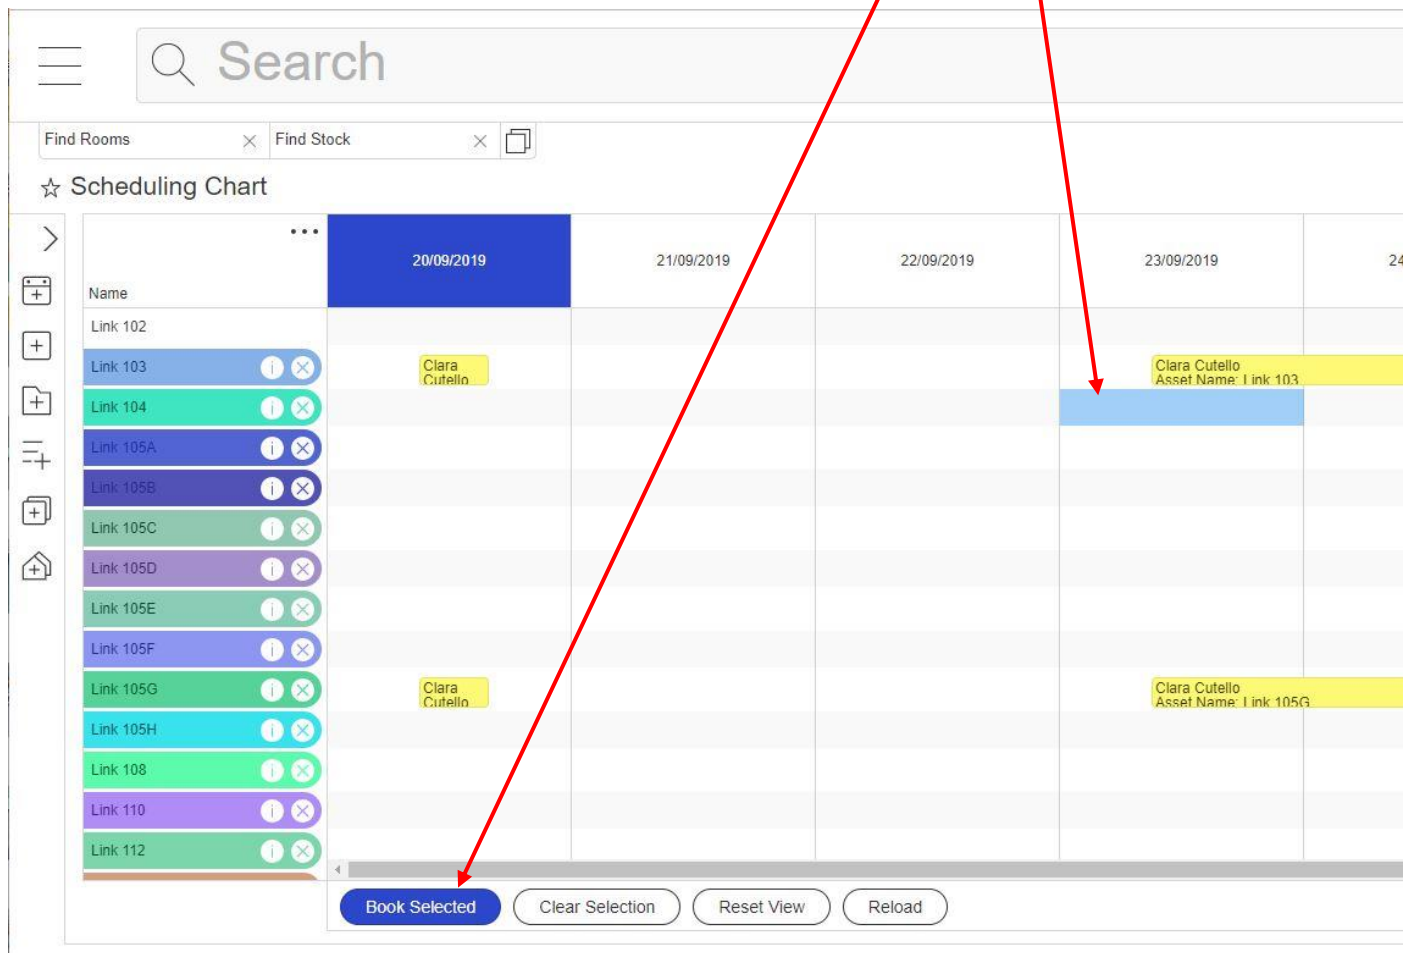 Search
Find Rooms
Find Stock
Scheduling Chart
Name
20/09/2019
21/09/2019
22/09/2019
23/09/2019
24
Link 102
Link 103
Clara
Cutello
Clara Cutello
Asset Name: Link 103
Link 104
Link 105A
Link 105B
Link 105C
Link 105D
Link 105E
Link 105F
Link 105G
Clara
Cutello
Clara Cutello
Asset Name: Link 105G
Link 105H
Link 108
Link 110
Link 112
Book Selected
Clear Selection
Reset View
Reload